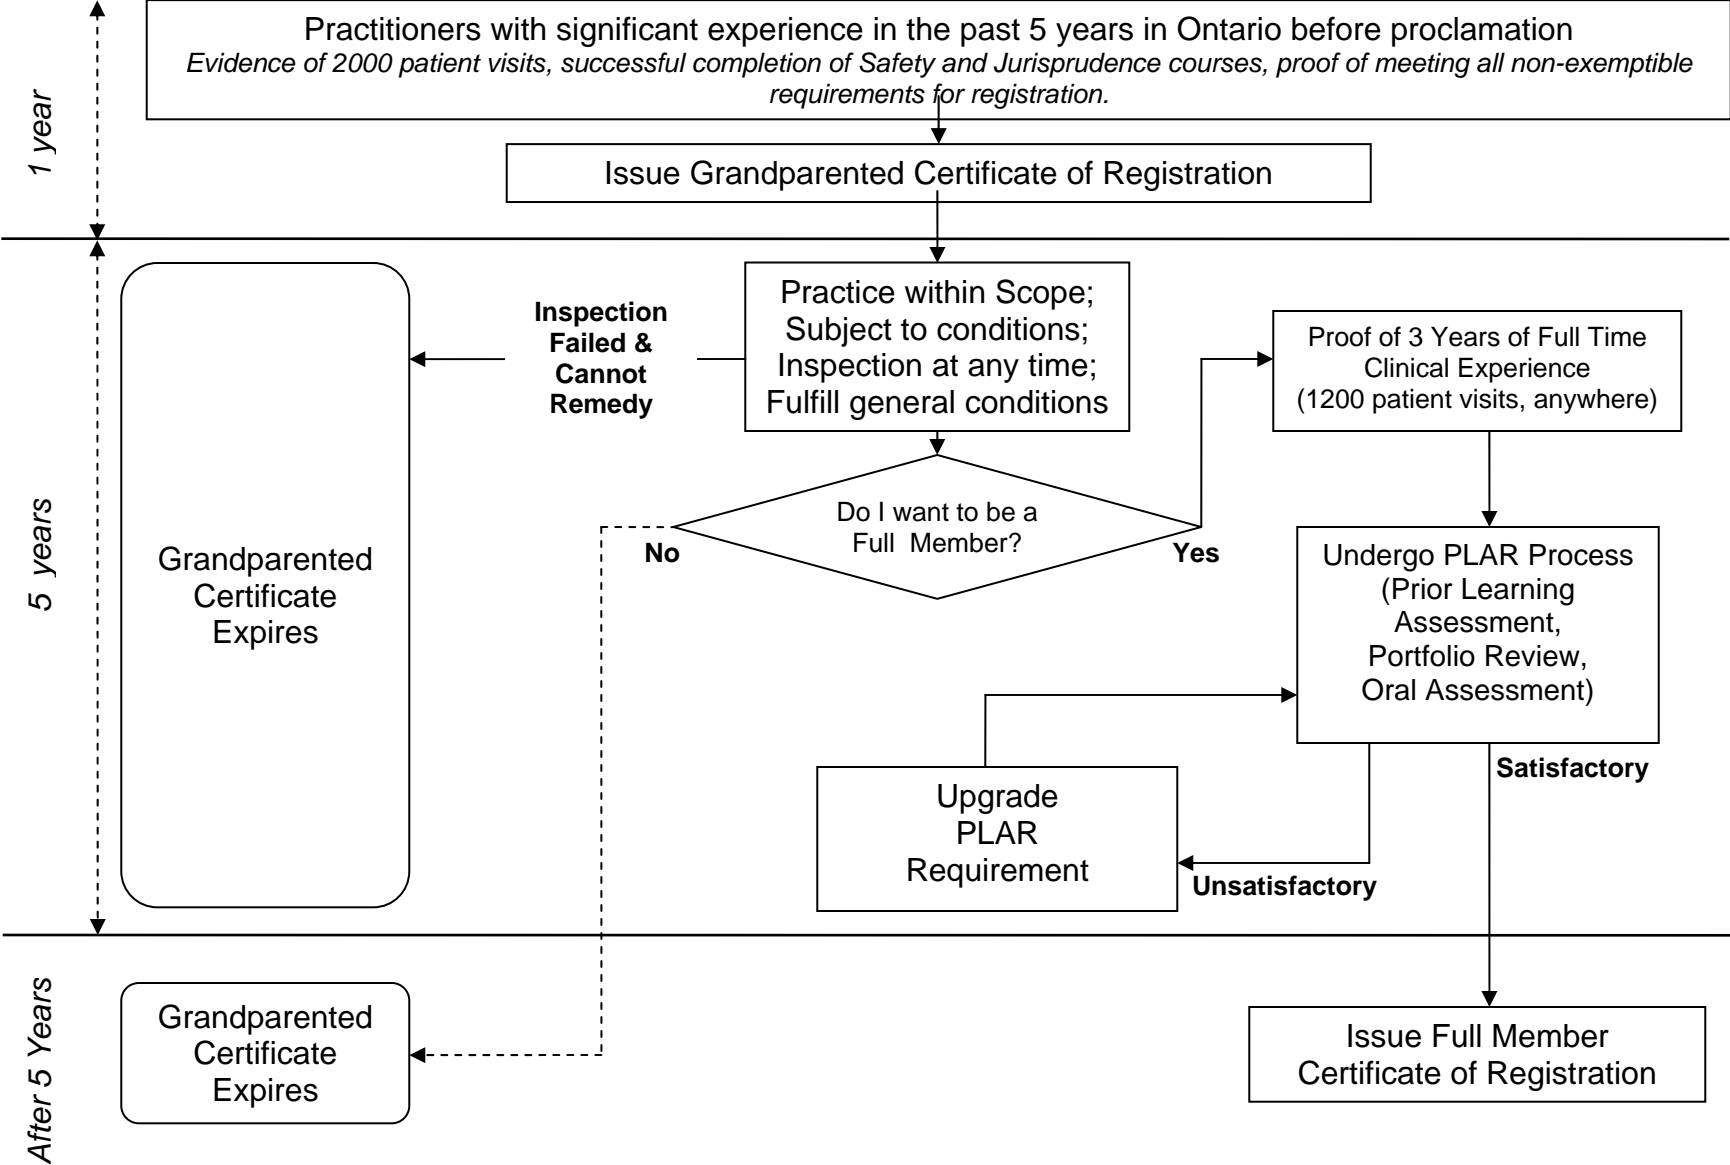 Practitioners with significant experience in the past 5 years in Ontario before proclamation
Evidence of 2000 patient visits, successful completion of Safety and Jurisprudence courses, proof of meeting all non-exemptible
requirements for registration.
1 year
Issue Grandparented Certificate of Registration
Practice within Scope;
Subject to conditions;
Inspection at any time;
Fulfill general conditions
Inspection
Failed &
Cannot
Remedy
Proof of 3 Years of Full Time
Clinical Experience
(1200 patient visits, anywhere)
Do I want to be a
Full Member?
No
Yes
5 years
Grandparented
Certificate
Expires
Undergo PLAR Process
(Prior Learning
Assessment,
Portfolio Review,
Oral Assessment)
Satisfactory
Upgrade
PLAR
Requirement
Unsatisfactory
After 5 Years
Grandparented
Certificate
Expires
Issue Full Member
Certificate of Registration